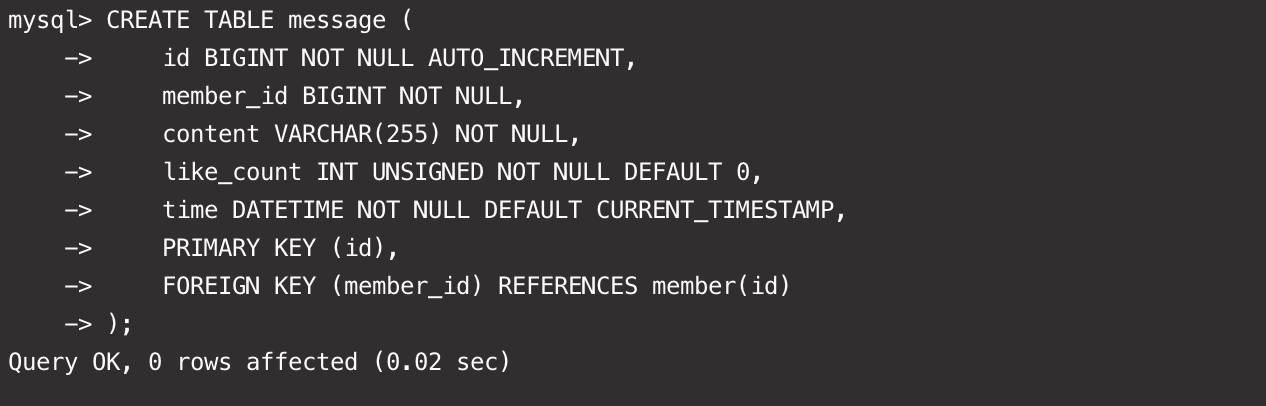 mysql> CREATE TABLE message (
    ->     id BIGINT NOT NULL AUTO_INCREMENT,
    ->     member_id BIGINT NOT NULL,
    ->     content VARCHAR(255) NOT NULL,
    ->     like_count INT UNSIGNED NOT NULL DEFAULT 0,
    ->     time DATETIME NOT NULL DEFAULT CURRENT_TIMESTAMP,
    ->     PRIMARY KEY (id),
    ->     FOREIGN KEY (member_id) REFERENCES member(id)
    -> );
Query OK, 0 rows affected (0.02 sec)